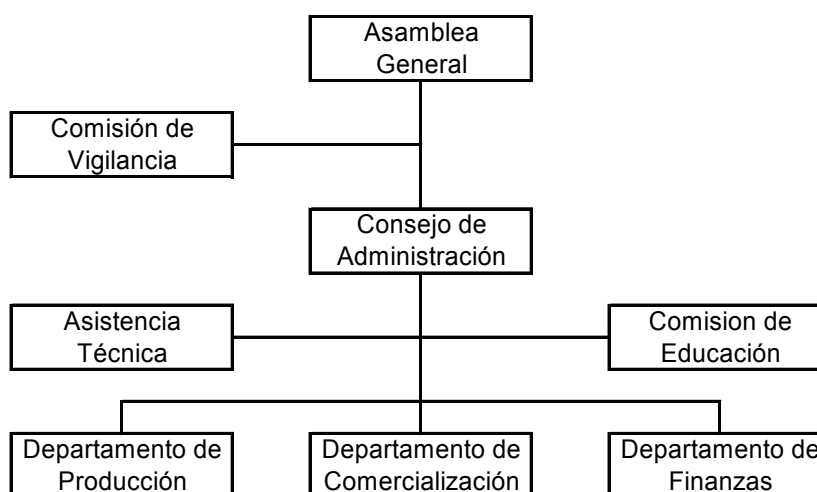 Asamblea
General
Comisión de
Vigilancia
Consejo de
Administración
Asistencia
Técnica
Comision de
Educación
Departamento de
Producción
Departamento de
Comercialización
Departamento de
Finanzas